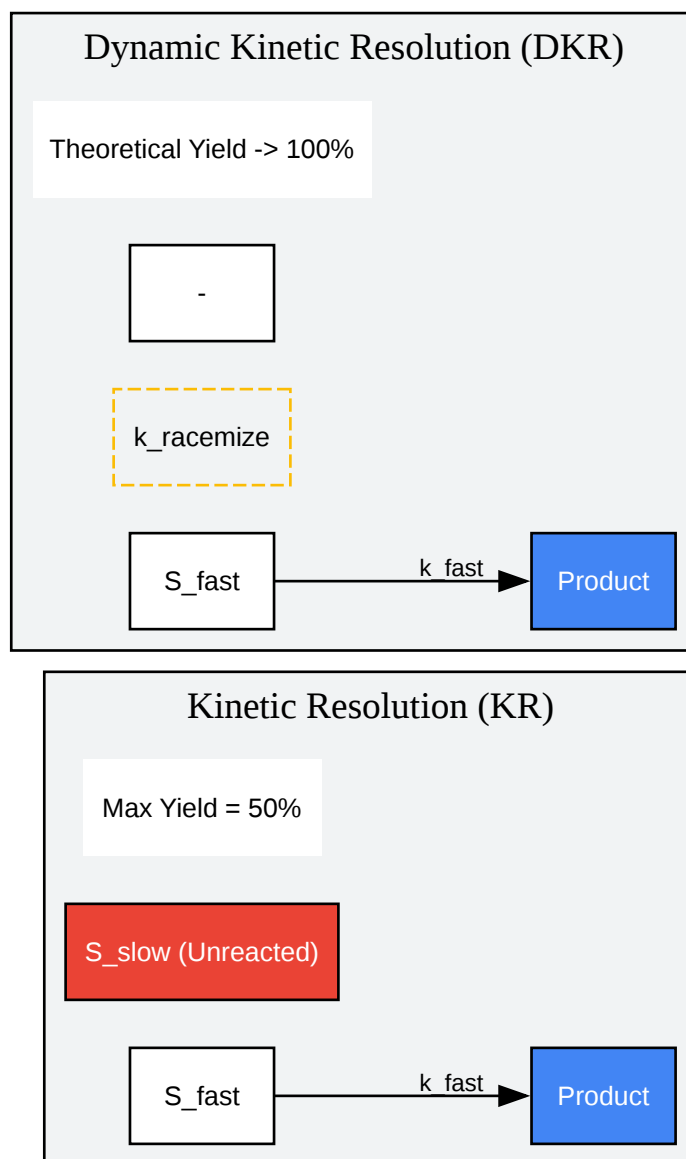 Dynamic Kinetic Resolution (DKR)
Theoretical Yield -> 100%
-
k_racemize
S_fast
k_fast
Product
Kinetic Resolution (KR)
Max Yield = 50%
S_slow (Unreacted)
S_fast
k_fast
Product